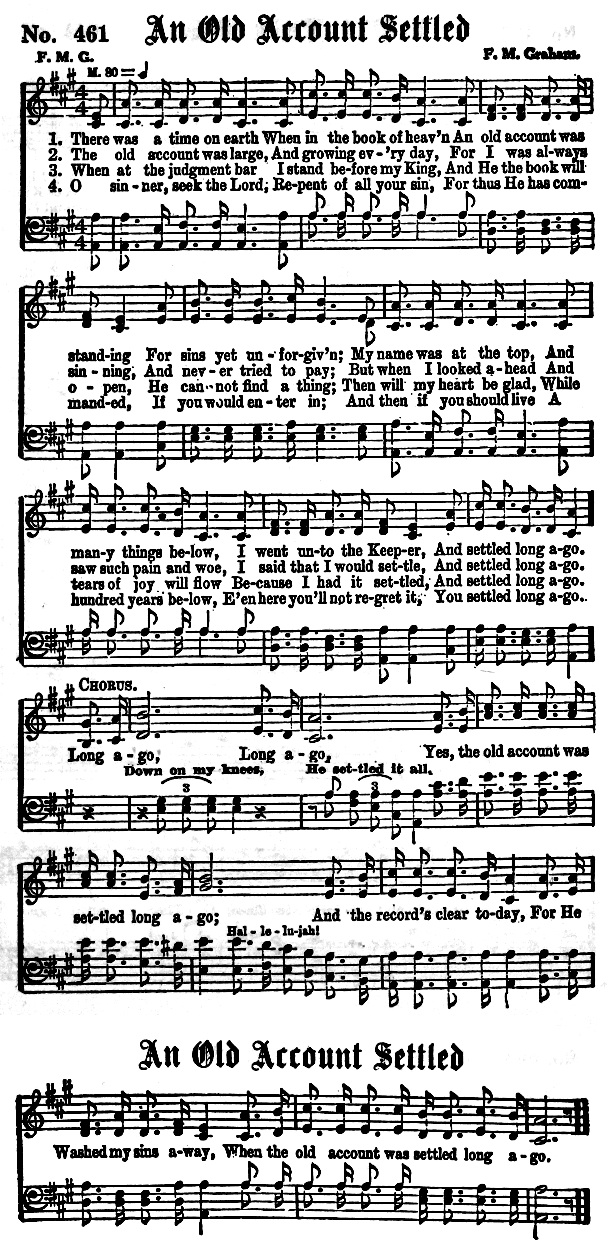 No. 461 An Old Account Settled
F. M. G. F. M. Graham.
M. 80 =
1. There was a time on earth When in the book of heav'n An old account was
2. The old account was large, And growing ev-'ry day, For I was al-ways
3. When at the judgment bar I stand be-fore my King, And He the book will
4. O sin-ner, seek the Lord, Re-pent of all your sin, For thus He has com-
stand-ing For sins yet un-for-giv'n; My name was at the top, And
sin-ning, And nev-er tried to pay; But when I looked a-head And
o-pen, He can-not find a thing; Then will my heart be glad, While
mand-ed, If you would en-ter in; And then if you should live A
man-y things be-low, I went un-to the Keep-er, And settled long a-go.
saw such pain and woe, I said that I would set-tle, And settled long a-go.
tears of joy will flow Be-cause I had it set-tled, And settled long a-go.
hundred years be-low, E'en here you'll not re-gret it, You settled long a-go.
CHORUS.
Long a-go, Long a-go, Yes, the old account was
Down on my knees, He set-tled it all.
3 3
set-tled long a-go; And the record's clear to-day, For He
Hal-le-lu-jah!
An Old Account Settled
Washed my sins a-way, When the old account was settled long a-go.